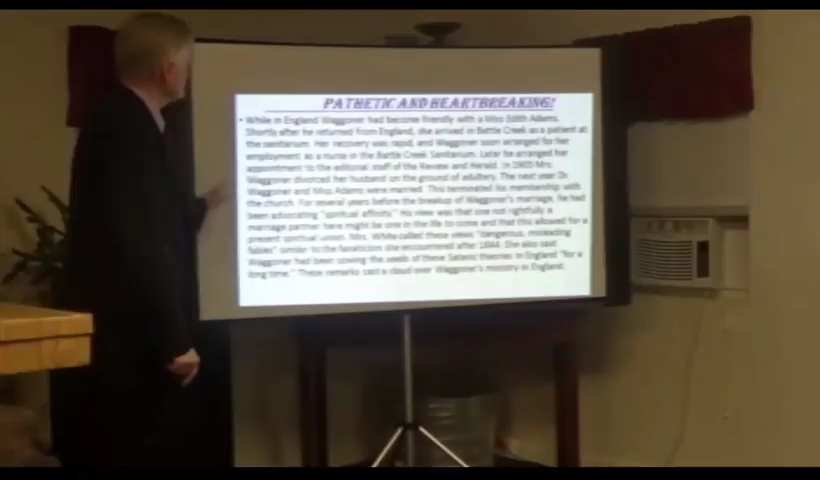 PATHETIC AND HEARTBREAKING!
• While in England Waggoner had become friendly with a Miss Edith Adams.
Shortly after he returned from England, she arrived in Battle Creek as a patient at
the sanitarium. Her recovery was rapid, and Waggoner soon arranged for her
employment as a nurse in the Battle Creek Sanitarium. Later he arranged her
appointment to the editorial staff of the Review and Herald. In 1905 Mrs.
Waggoner divorced her husband on the ground of adultery. The next year Dr.
Waggoner and Miss Adams were married. This terminated his membership with
the church. For several years before the breakup of Waggoner's marriage, he had
been advocating "spiritual affinity." His view was that one not rightfully a
marriage partner here might be one in the life to come and that this allowed for a
present spiritual union. Mrs. White called these views "dangerous, misleading
fables" similar to the fanaticism she encountered after 1844. She also said
Waggoner had been sowing the seeds of these Satanic theories in England "for a
long time." These remarks cast a cloud over Waggoner's ministry in England.